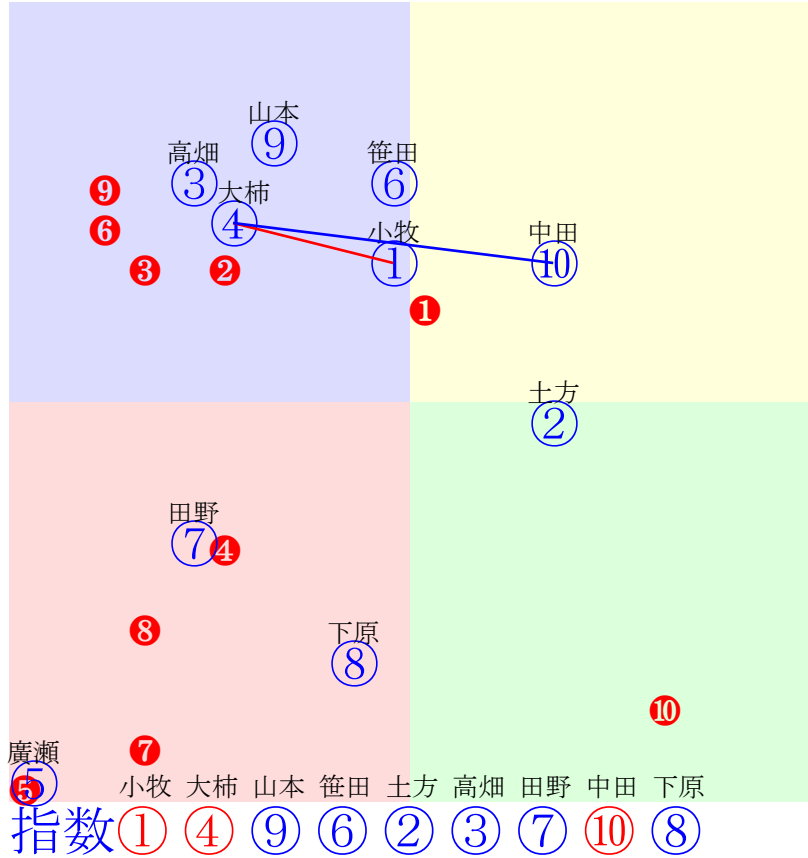 山本
⑨
高畑
③
笹田
⑥
大柿
④
❾
❻
小牧
①
中田
⑩
❸
❷
❶
土方
②
田野
⑦
❹
❽
下原
⑧
❿
廣瀬
⑤
❺
❼
小牧 大柿 山本 笹田 土方 高畑 田野 中田 下原
指数①④⑨⑥②③⑦⑩⑧